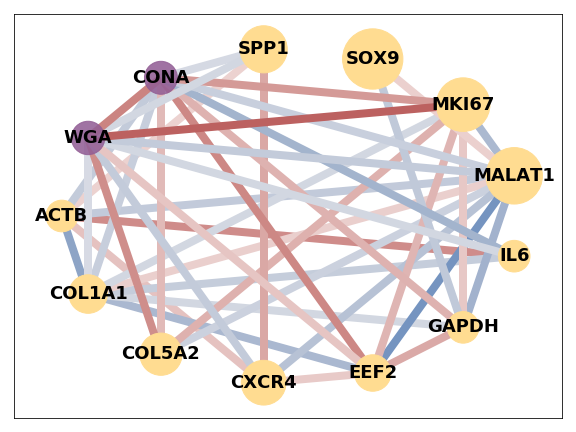 SPP1
SOX9
CONA
MKI67
WGA
MALAT1
ACTB
IL6
COL1A1
GAPDH
COL5A2
EEF2
CXCR4